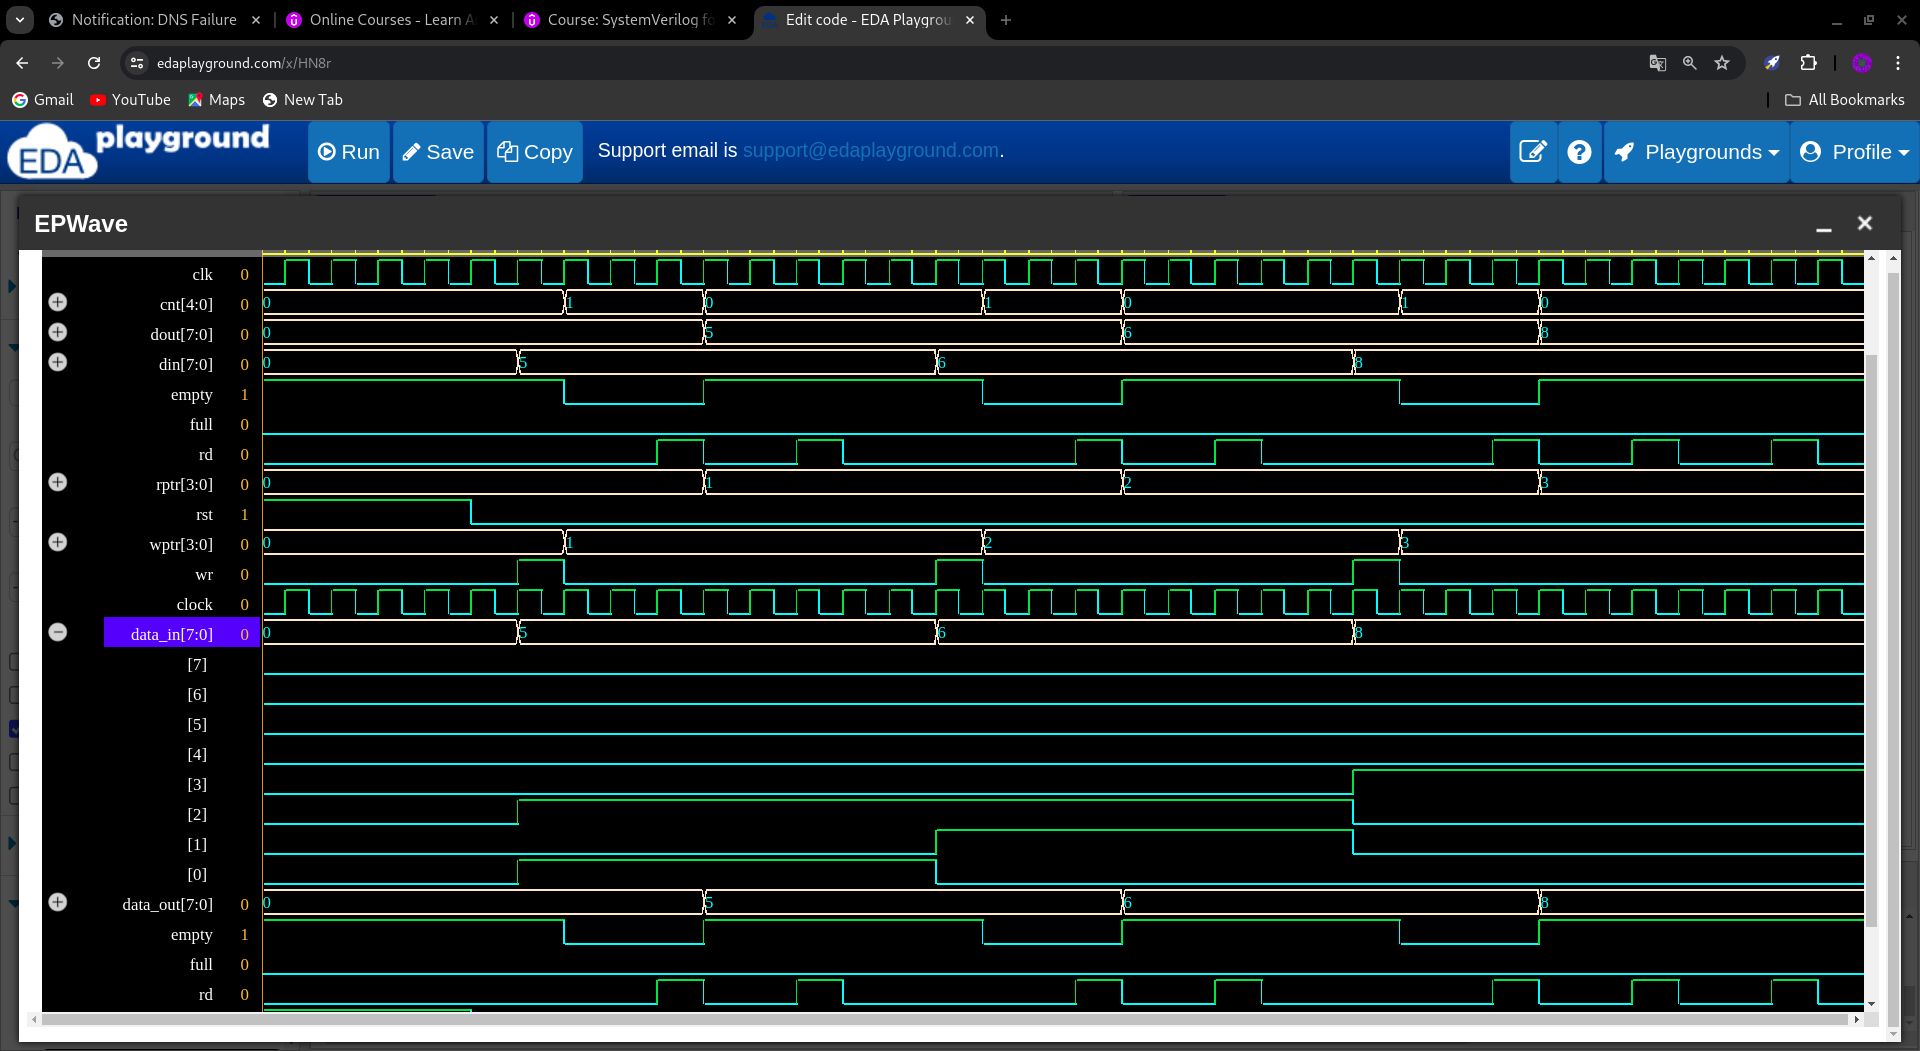 Notification: DNS Failure
Online Courses - Learn A
Course: SystemVerilog fo
Edit code - EDA Playgrou
edaplayground.com/x/HN8r
Gmail YouTube Maps New Tab All Bookmarks
EDA playground
Run Save Copy Support email is support@edaplayground.com. Playgrounds Profile
EPWave
clk 0
cnt[4:0] 0 0 1 0 1 0 1 0
dout[7:0] 0 0 5 6 8
din[7:0] 0 0 5 6 8
empty 1
full 0
rd 0
rptr[3:0] 0 0 1 2 3
rst 1
wptr[3:0] 0 0 1 2 3
wr 0
clock 0
data_in[7:0] 0 0 5 6 8
[7]
[6]
[5]
[4]
[3]
[2]
[1]
[0]
data_out[7:0] 0 0 5 6 8
empty 1
full 0
rd 0